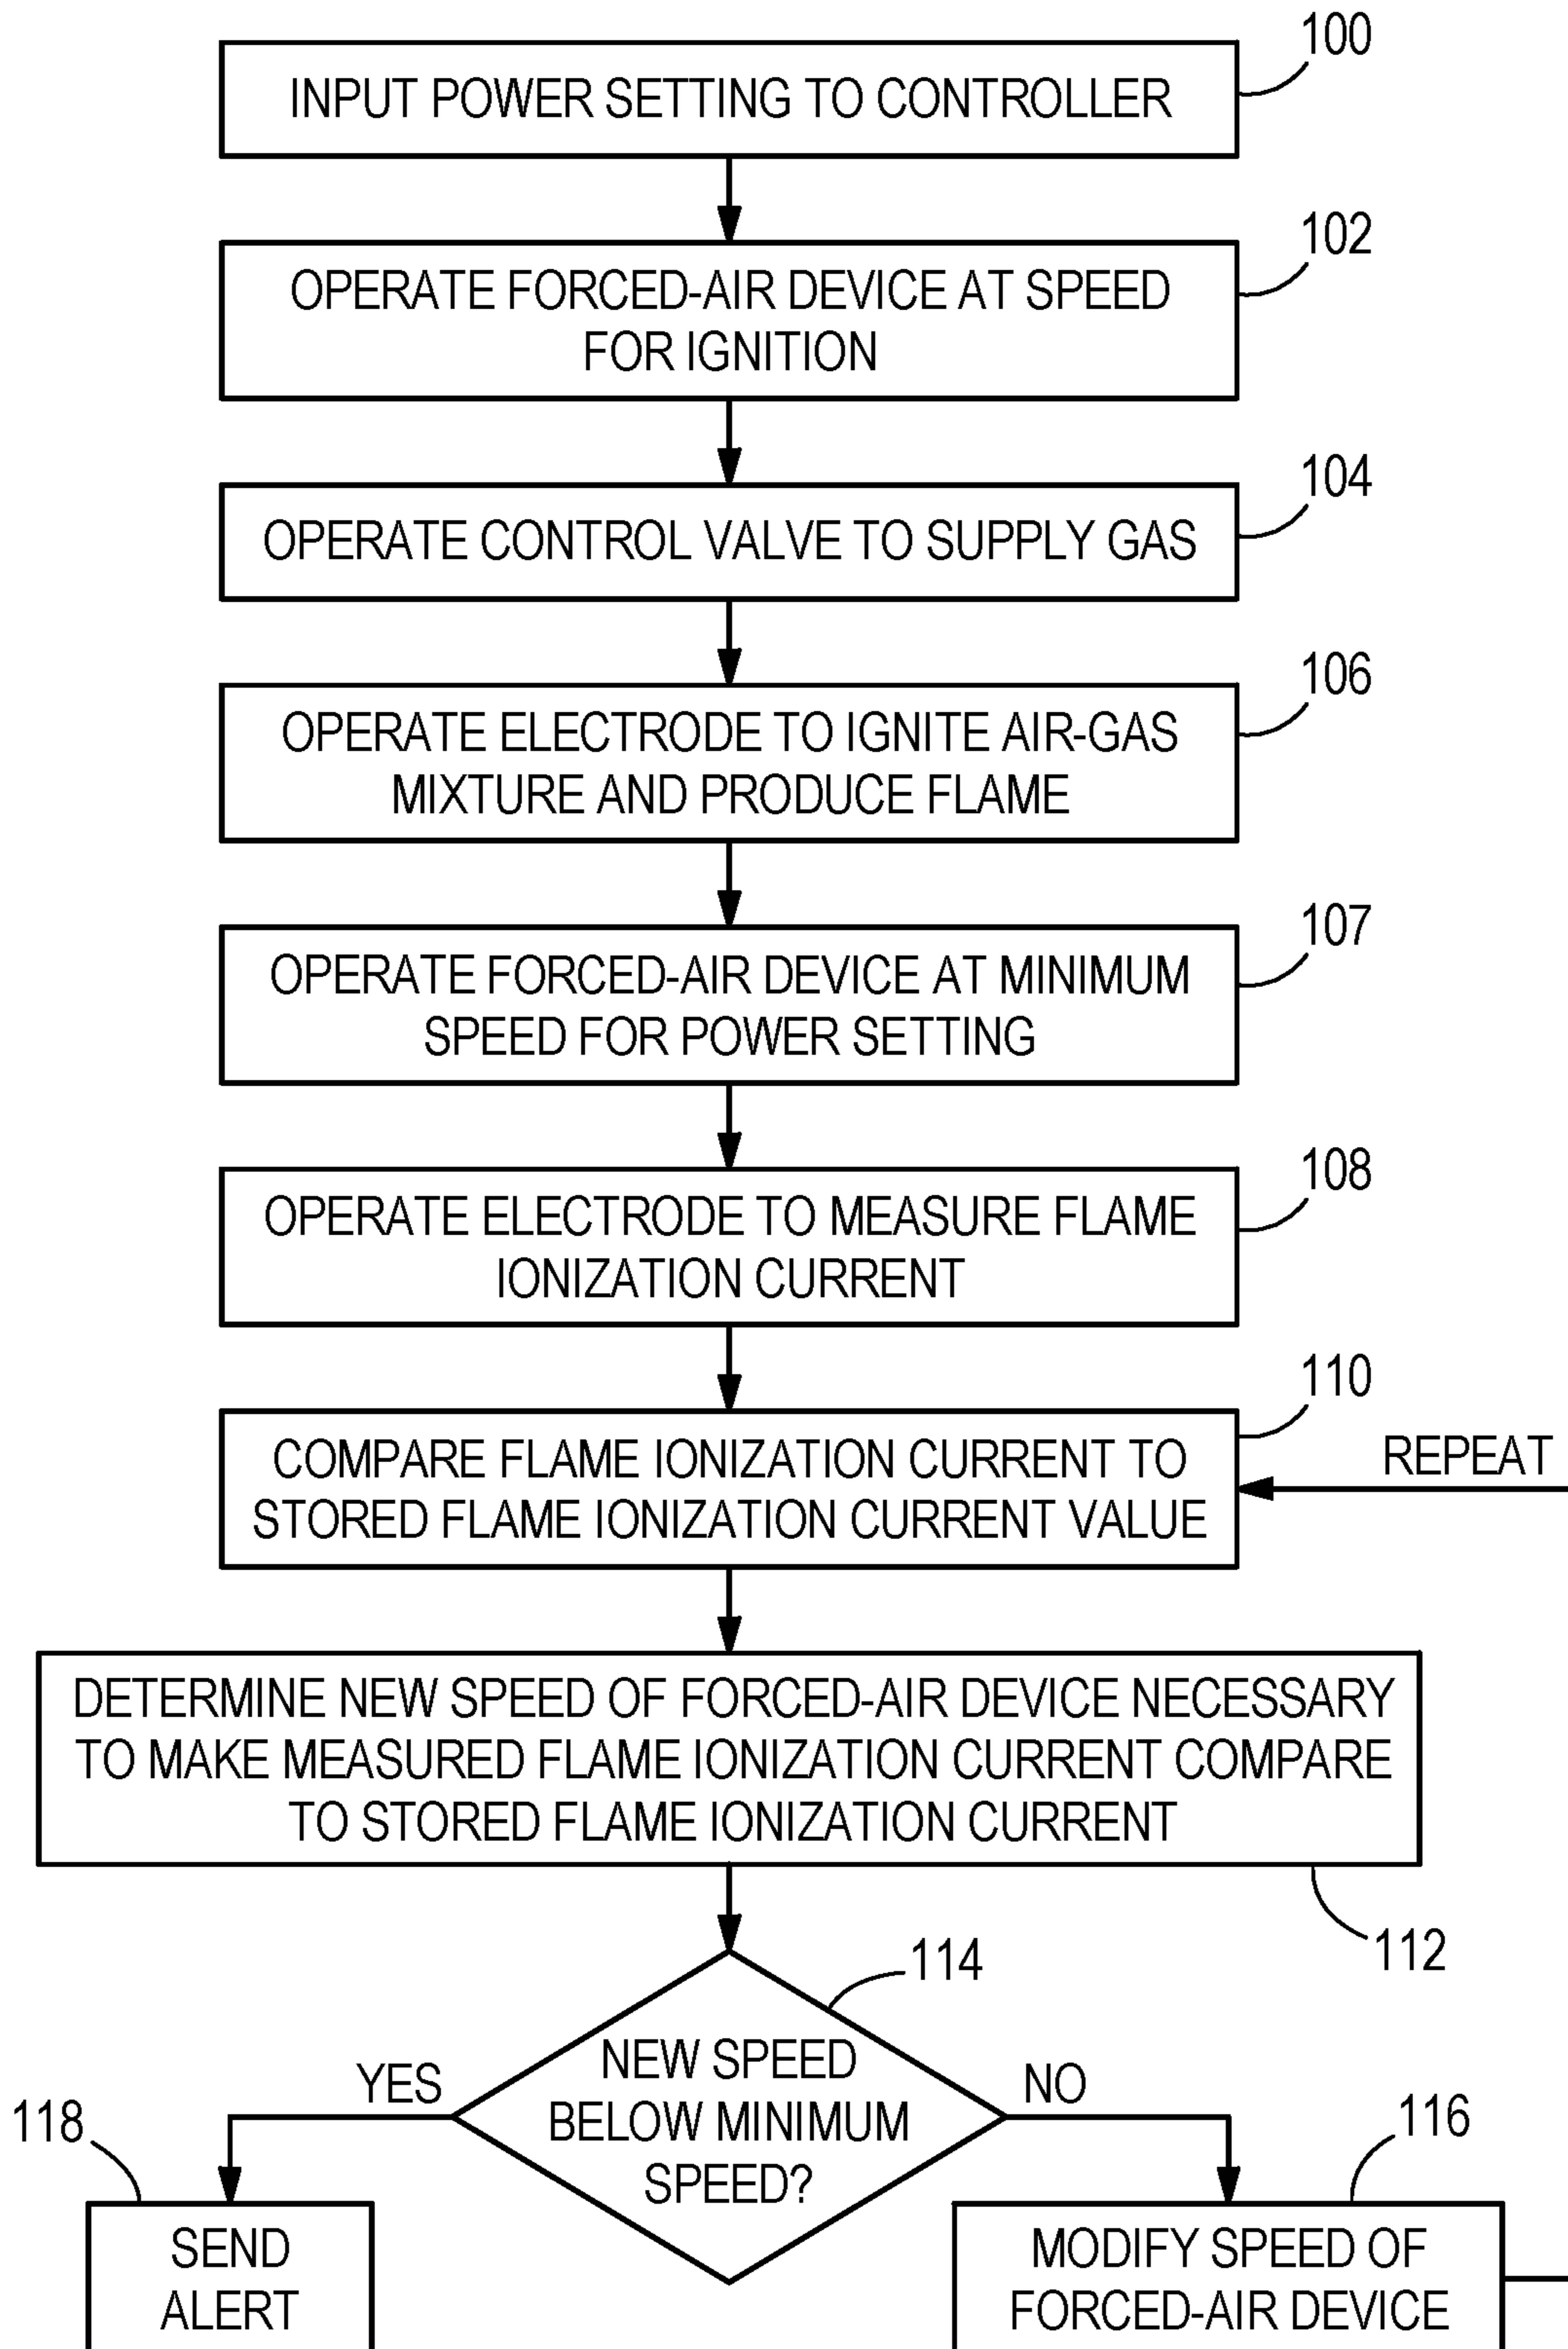 100
INPUT POWER SETTING TO CONTROLLER
102
OPERATE FORCED-AIR DEVICE AT SPEED
FOR IGNITION
104
OPERATE CONTROL VALVE TO SUPPLY GAS
106
OPERATE ELECTRODE TO IGNITE AIR-GAS
MIXTURE AND PRODUCE FLAME
107
OPERATE FORCED-AIR DEVICE AT MINIMUM
SPEED FOR POWER SETTING
108
OPERATE ELECTRODE TO MEASURE FLAME
IONIZATION CURRENT
110
COMPARE FLAME IONIZATION CURRENT TO
STORED FLAME IONIZATION CURRENT VALUE
REPEAT
DETERMINE NEW SPEED OF FORCED-AIR DEVICE NECESSARY
TO MAKE MEASURED FLAME IONIZATION CURRENT COMPARE
TO STORED FLAME IONIZATION CURRENT
112
114
NEW SPEED
BELOW MINIMUM
SPEED?
YES
NO
118
SEND
ALERT
116
MODIFY SPEED OF
FORCED-AIR DEVICE